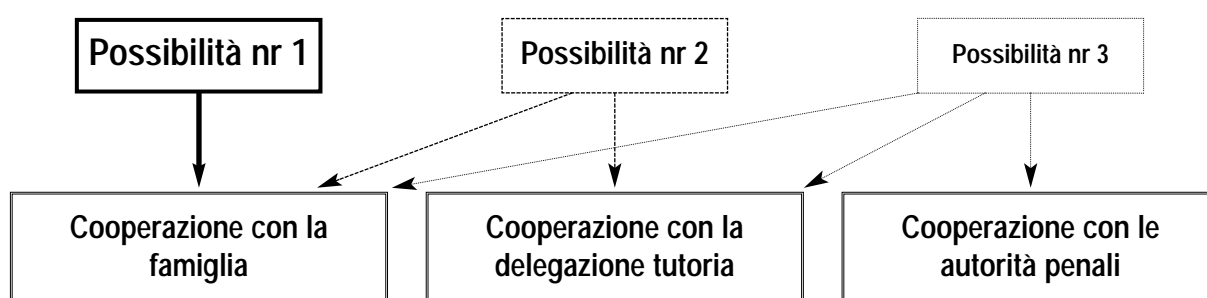 Possibilità nr 1
Possibilità nr 2
Possibilità nr 3
Cooperazione con la
famiglia
Cooperazione con la
delegazione tutoria
Cooperazione con le
autorità penali